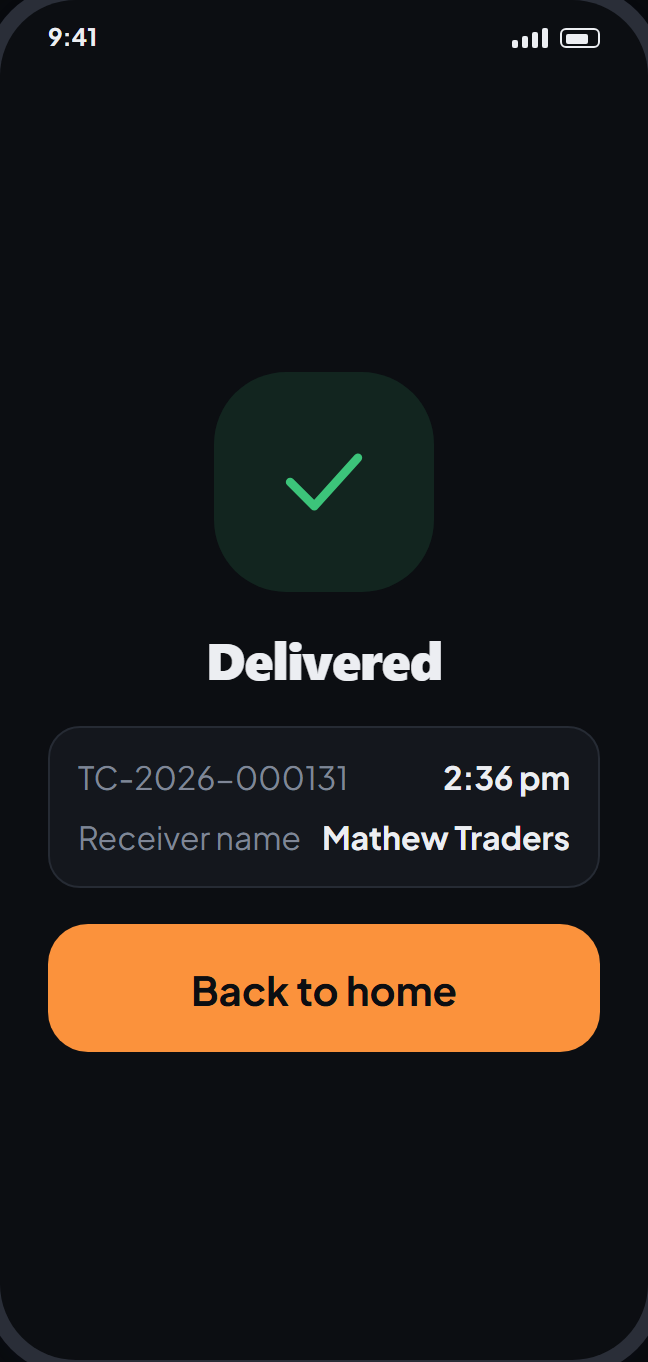 9:41
Delivered
TC-2026-000131 2:36 pm
Receiver name Mathew Traders
Back to home